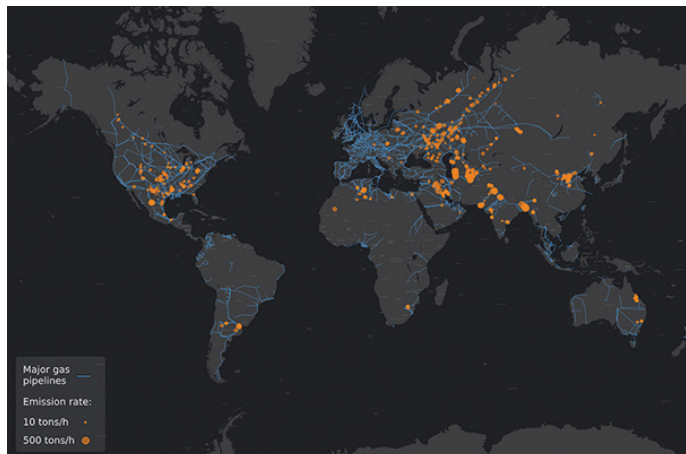 Major gas
pipelines
Emission rate:
10 tons/h
500 tons/h